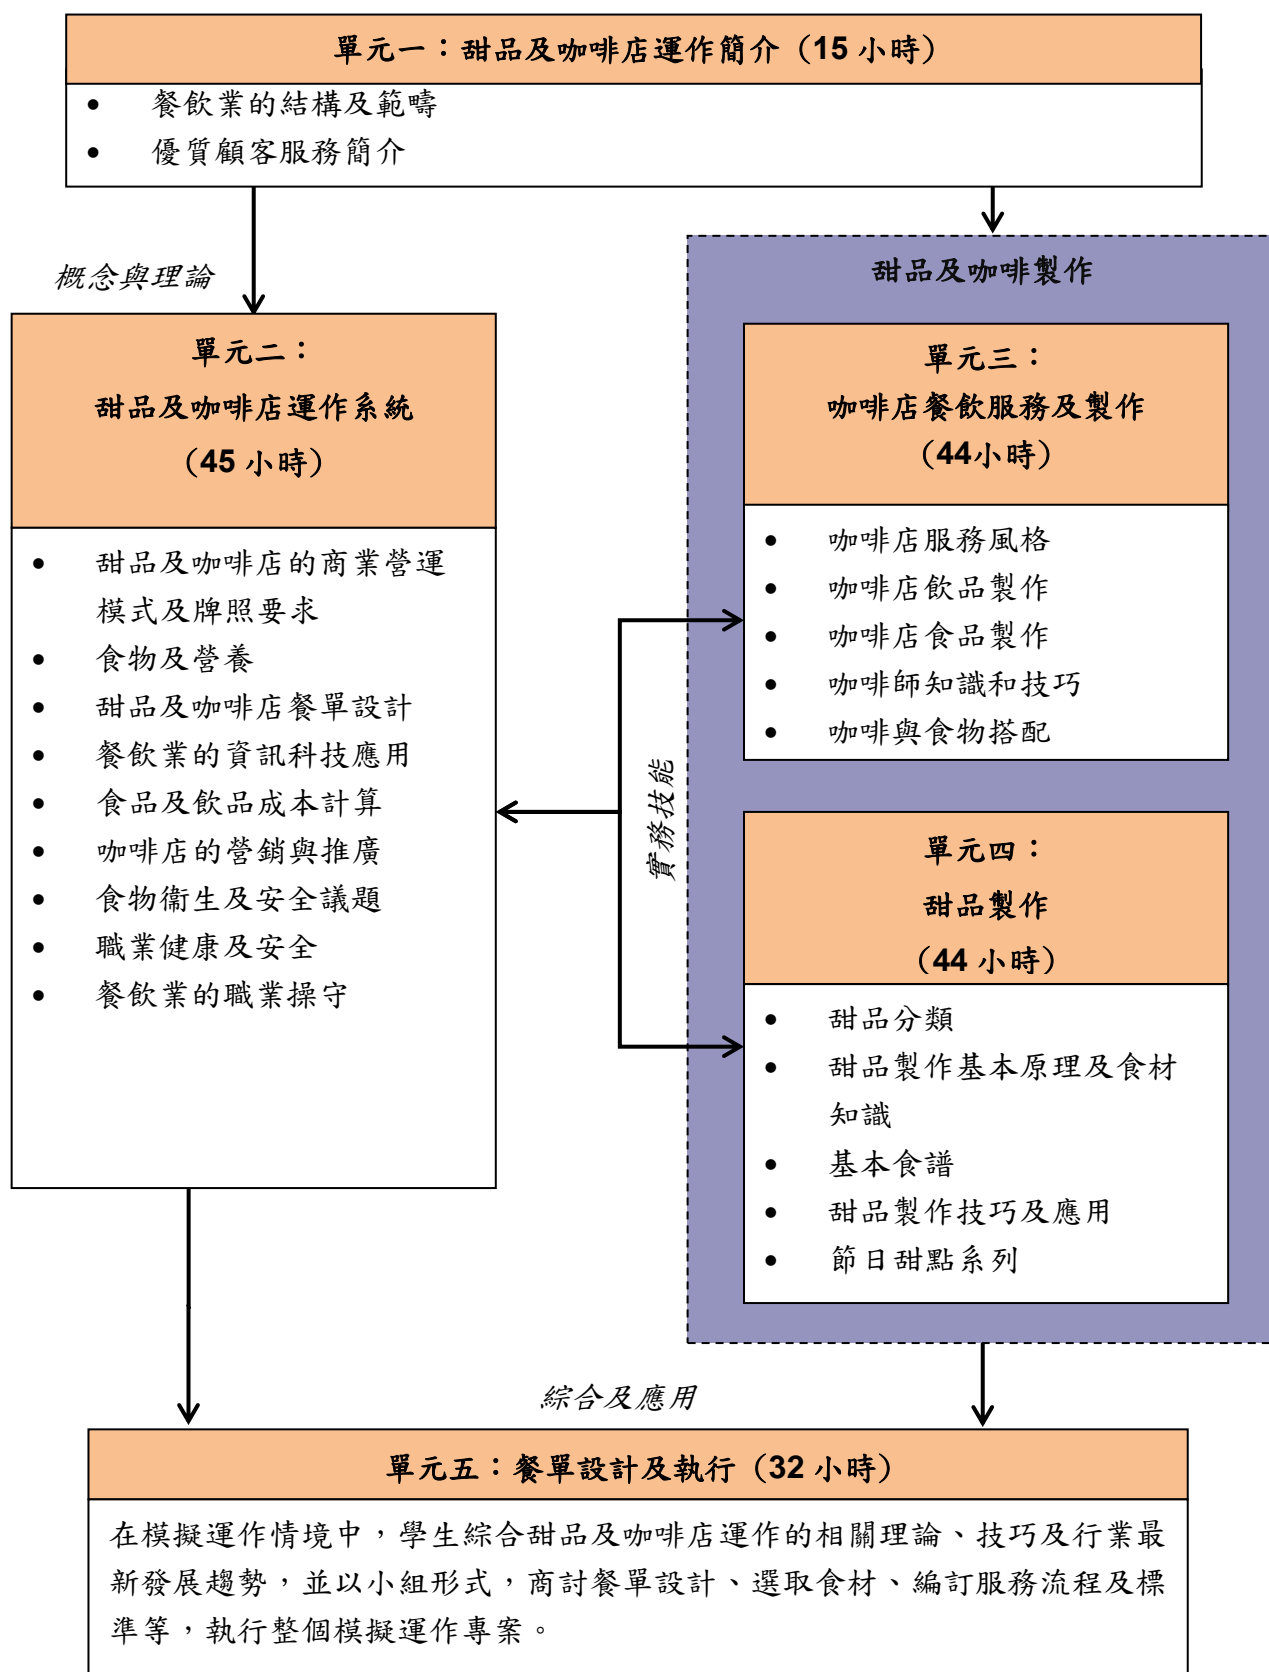 單元一：甜品及咖啡店運作簡介（15 小時）
• 餐飲業的結構及範疇
• 優質顧客服務簡介
概念與理論
單元二：
甜品及咖啡店運作系統
（45 小時）
• 甜品及咖啡店的商業營運
模式及牌照要求
• 食物及營養
• 甜品及咖啡店餐單設計
• 餐飲業的資訊科技應用
• 食品及飲品成本計算
• 咖啡店的營銷與推廣
• 食物衞生及安全議題
• 職業健康及安全
• 餐飲業的職業操守
實務技能
甜品及咖啡製作
單元三：
咖啡店餐飲服務及製作
（44小時）
• 咖啡店服務風格
• 咖啡店飲品製作
• 咖啡店食品製作
• 咖啡師知識和技巧
• 咖啡與食物搭配
單元四：
甜品製作
（44 小時）
• 甜品分類
• 甜品製作基本原理及食材
知識
• 基本食譜
• 甜品製作技巧及應用
• 節日甜點系列
綜合及應用
單元五：餐單設計及執行（32 小時）
在模擬運作情境中，學生綜合甜品及咖啡店運作的相關理論、技巧及行業最
新發展趨勢，並以小組形式，商討餐單設計、選取食材、編訂服務流程及標
準等，執行整個模擬運作專案。